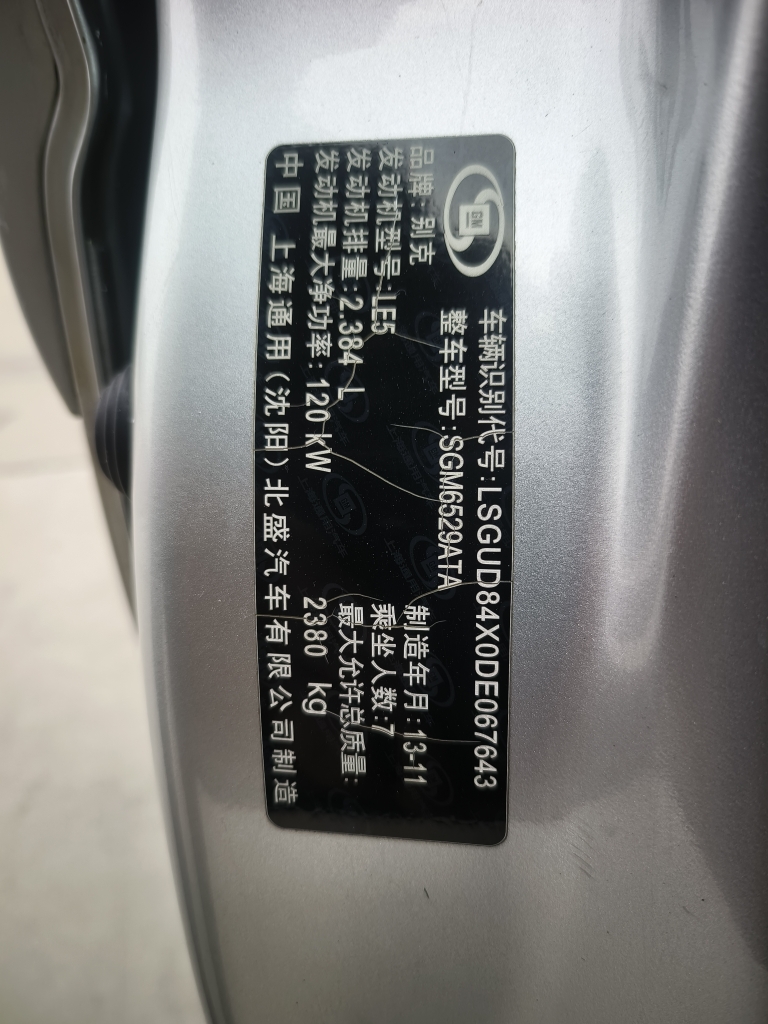 GM
车辆识别代号:LSGUD84X0DE067643
整车型号:SGM6529ATA
品牌:别克
制造年月:13-11
发动机型号:LE5
乘坐人数:7
发动机排量:2.384 L
最大允许总质量:
发动机最大净功率:120 kW
2380 kg
中国 上海通用(沈阳)北盛汽车有限公司制造